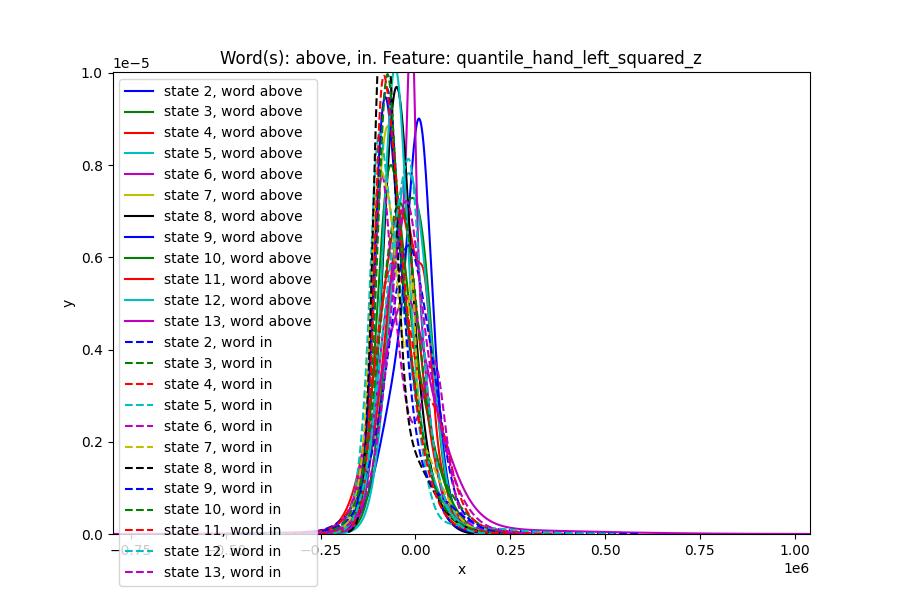 Word(s): above, in. Feature: quantile_hand_left_squared_z
1e−5
1.0
0.8
0.6
0.4
0.2
0.0
y
state 2, word above
state 3, word above
state 4, word above
state 5, word above
state 6, word above
state 7, word above
state 8, word above
state 9, word above
state 10, word above
state 11, word above
state 12, word above
state 13, word above
state 2, word in
state 3, word in
state 4, word in
state 5, word in
state 6, word in
state 7, word in
state 8, word in
state 9, word in
state 10, word in
state 11, word in
state 12, word in
state 13, word in
−0.75 −0.50 −0.25 0.00 0.25 0.50 0.75 1.00
x
1e6